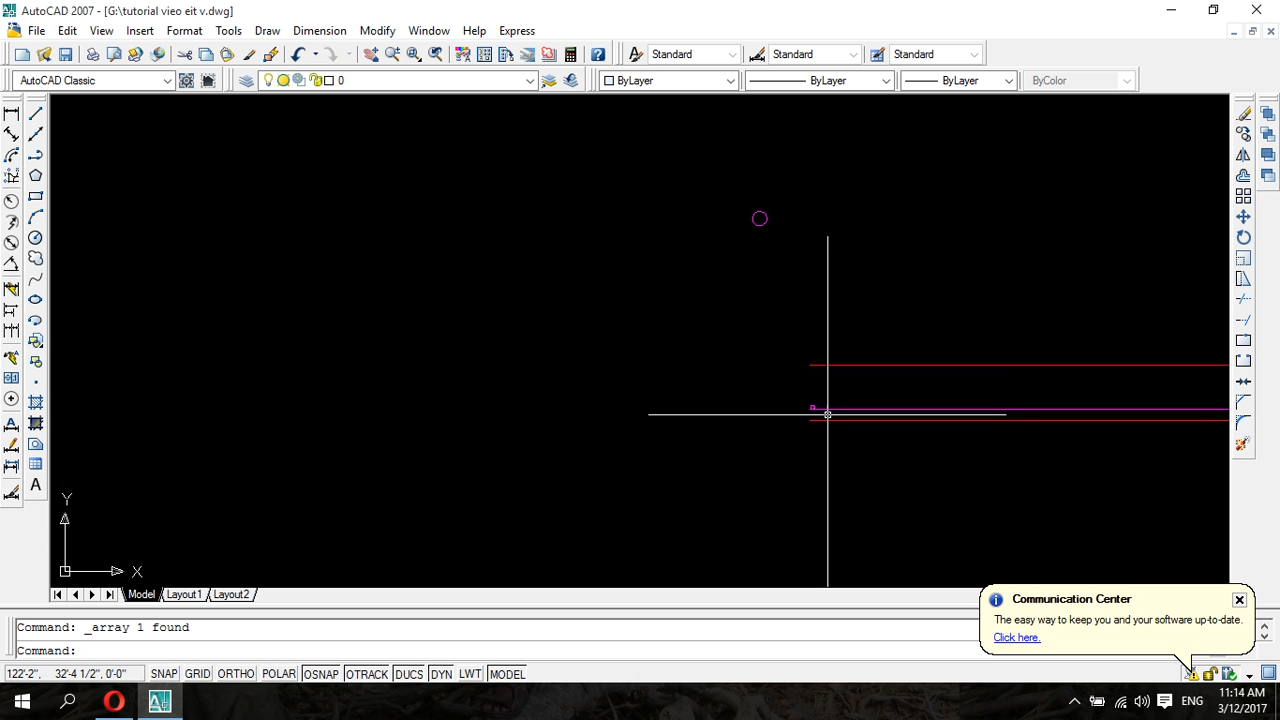 AutoCAD 2007 - [G:\tutorial vieo eit v.dwg]
File Edit View Insert Format Tools Draw Dimension Modify Window Help Express
Standard Standard Standard
AutoCAD Classic 0 ByLayer ByLayer ByLayer ByColor
Y
X
Model Layout1 Layout2
Communication Center
The easy way to keep you and your software up-to-date.
Click here.
Command: _array 1 found
Command:
122'-2", 32'-4 1/2", 0'-0" SNAP GRID ORTHO POLAR OSNAP OTRACK DUCS DYN LWT MODEL
ENG
11:14 AM
3/12/2017